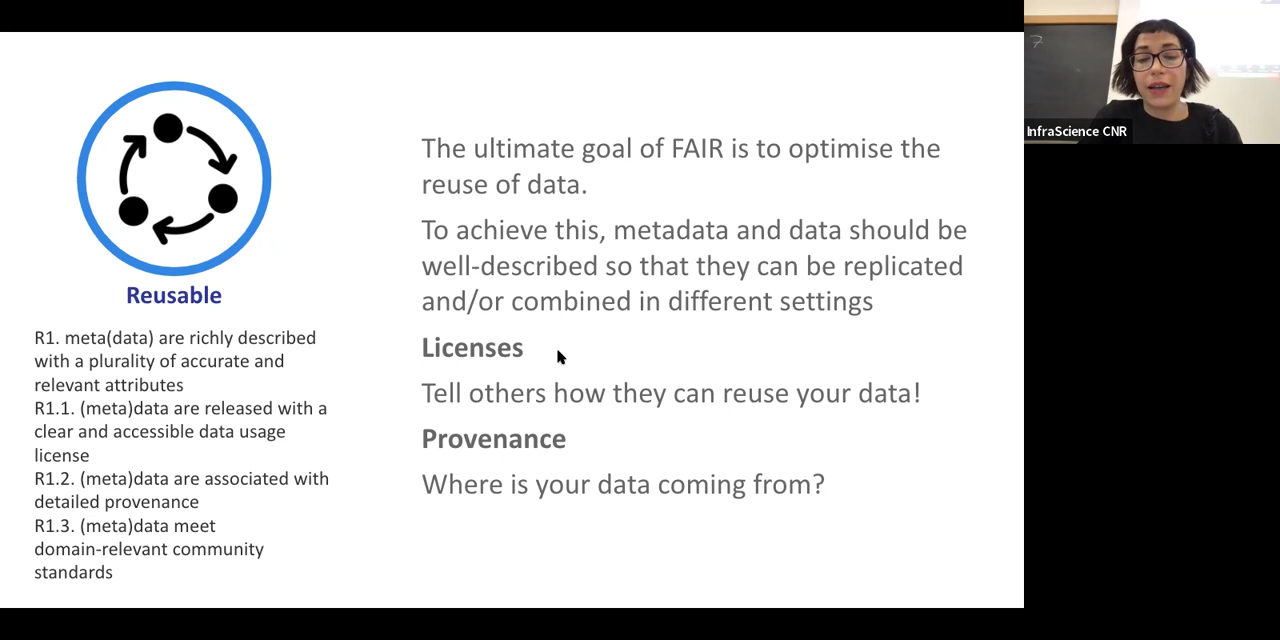 Reusable
R1. meta(data) are richly described
with a plurality of accurate and
relevant attributes
R1.1. (meta)data are released with a
clear and accessible data usage
license
R1.2. (meta)data are associated with
detailed provenance
R1.3. (meta)data meet
domain-relevant community
standards
The ultimate goal of FAIR is to optimise the
reuse of data.
To achieve this, metadata and data should be
well-described so that they can be replicated
and/or combined in different settings
Licenses
Tell others how they can reuse your data!
Provenance
Where is your data coming from?
InfraScience CNR